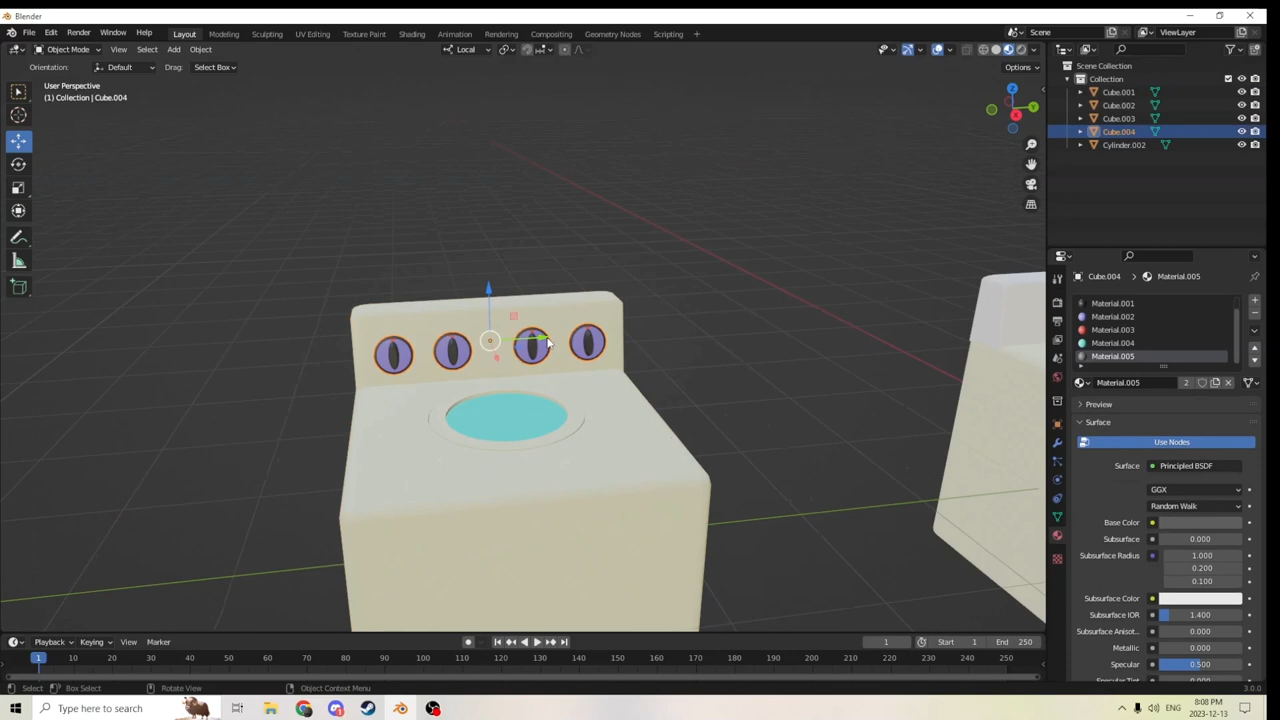 Blender
File Edit Render Window Help Layout Modeling Sculpting UV Editing Texture Paint Shading Animation Rendering Compositing Geometry Nodes Scripting + Scene ViewLayer
Object Mode View Select Add Object Local
Orientation: Default Drag: Select Box Options
User Perspective
(1) Collection | Cube.004
Z
Y
X
Scene Collection
Collection
Cube.001
Cube.002
Cube.003
Cube.004
Cylinder.002
Cube.004 > Material.005
Material.001
Material.002
Material.003
Material.004
Material.005
Material.005 2
Preview
Surface
Use Nodes
Surface Principled BSDF
GGX
Random Walk
Base Color
Subsurface 0.000
Subsurface Radius 1.000
0.200
0.100
Subsurface Color
Subsurface IOR 1.400
Subsurface Anisot... 0.000
Metallic 0.000
Specular 0.500
Playback Keying View Marker 1 Start 1 End 250
1 10 20 30 40 50 60 70 80 90 100 110 120 130 140 150 160 170 180 190 200 210 220 230 240 250
Select Box Select Rotate View Object Context Menu 3.0.0
Type here to search ENG 8:08 PM
2023-12-13